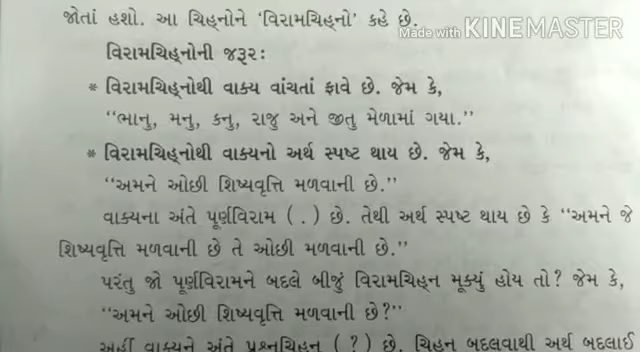 જોતાં હશો. આ ચિહ્નોને ‘વિરામચિહ્નો’ કહે છે.
Made with KINEMASTER
વિરામચિહ્નોની જરૂર :
* વિરામચિહ્નોથી વાક્ય વાંચતાં ફાવે છે. જેમ કે,
“ભાનુ, મનુ, કનુ, રાજુ અને જીતુ મેળામાં ગયા.”
* વિરામચિહ્નોથી વાક્યનો અર્થ સ્પષ્ટ થાય છે. જેમ કે,
“અમને ઓછી શિષ્યવૃત્તિ મળવાની છે.”
વાક્યના અંતે પૂર્ણવિરામ ( . ) છે. તેથી અર્થ સ્પષ્ટ થાય છે કે “અમને જે
શિષ્યવૃત્તિ મળવાની છે તે ઓછી મળવાની છે.”
પરંતુ જો પૂર્ણવિરામને બદલે બીજું વિરામચિહ્ન મૂક્યું હોય તો? જેમ કે,
“અમને ઓછી શિષ્યવૃત્તિ મળવાની છે?”
અહીં વાક્યને અંતે પ્રશ્નચિહ્ન ( ? ) છે. ચિહ્ન બદલવાથી અર્થ બદલાઈ